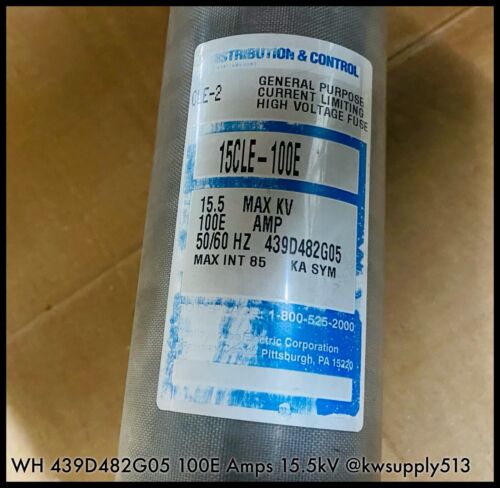 DISTRIBUTION & CONTROL
CLE-2
GENERAL PURPOSE
CURRENT LIMITING
HIGH VOLTAGE FUSE
15CLE-100E
15.5 MAX KV
100E AMP
50/60 HZ 439D482G05
MAX INT 85 KA SYM
1-800-525-2000
Electric Corporation
Pittsburgh, PA 15220
WH 439D482G05 100E Amps 15.5kV @kwsupply513